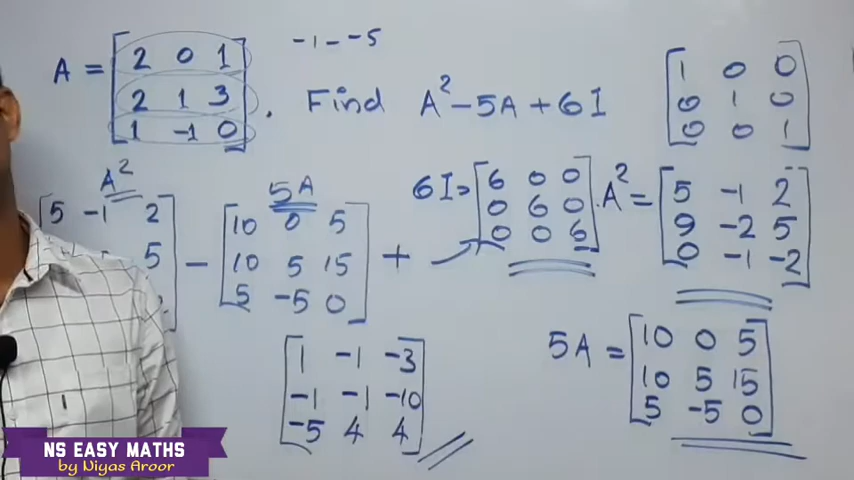 -1--5
A = [2 0 1
2 1 3
1 -1 0] . Find A² - 5A + 6I
[1 0 0
0 1 0
0 0 1]
A²
[5 -1 2
5
] -
5A
[10 0 5
10 5 15
5 -5 0] +
6I = [6 0 0
0 6 0
0 0 6]
A² = [5 -1 2
9 -2 5
0 -1 -2]
[1 -1 -3
-1 -1 -10
-5 4 4]
5A = [10 0 5
10 5 15
5 -5 0]
NS EASY MATHS
by Niyas Aroor